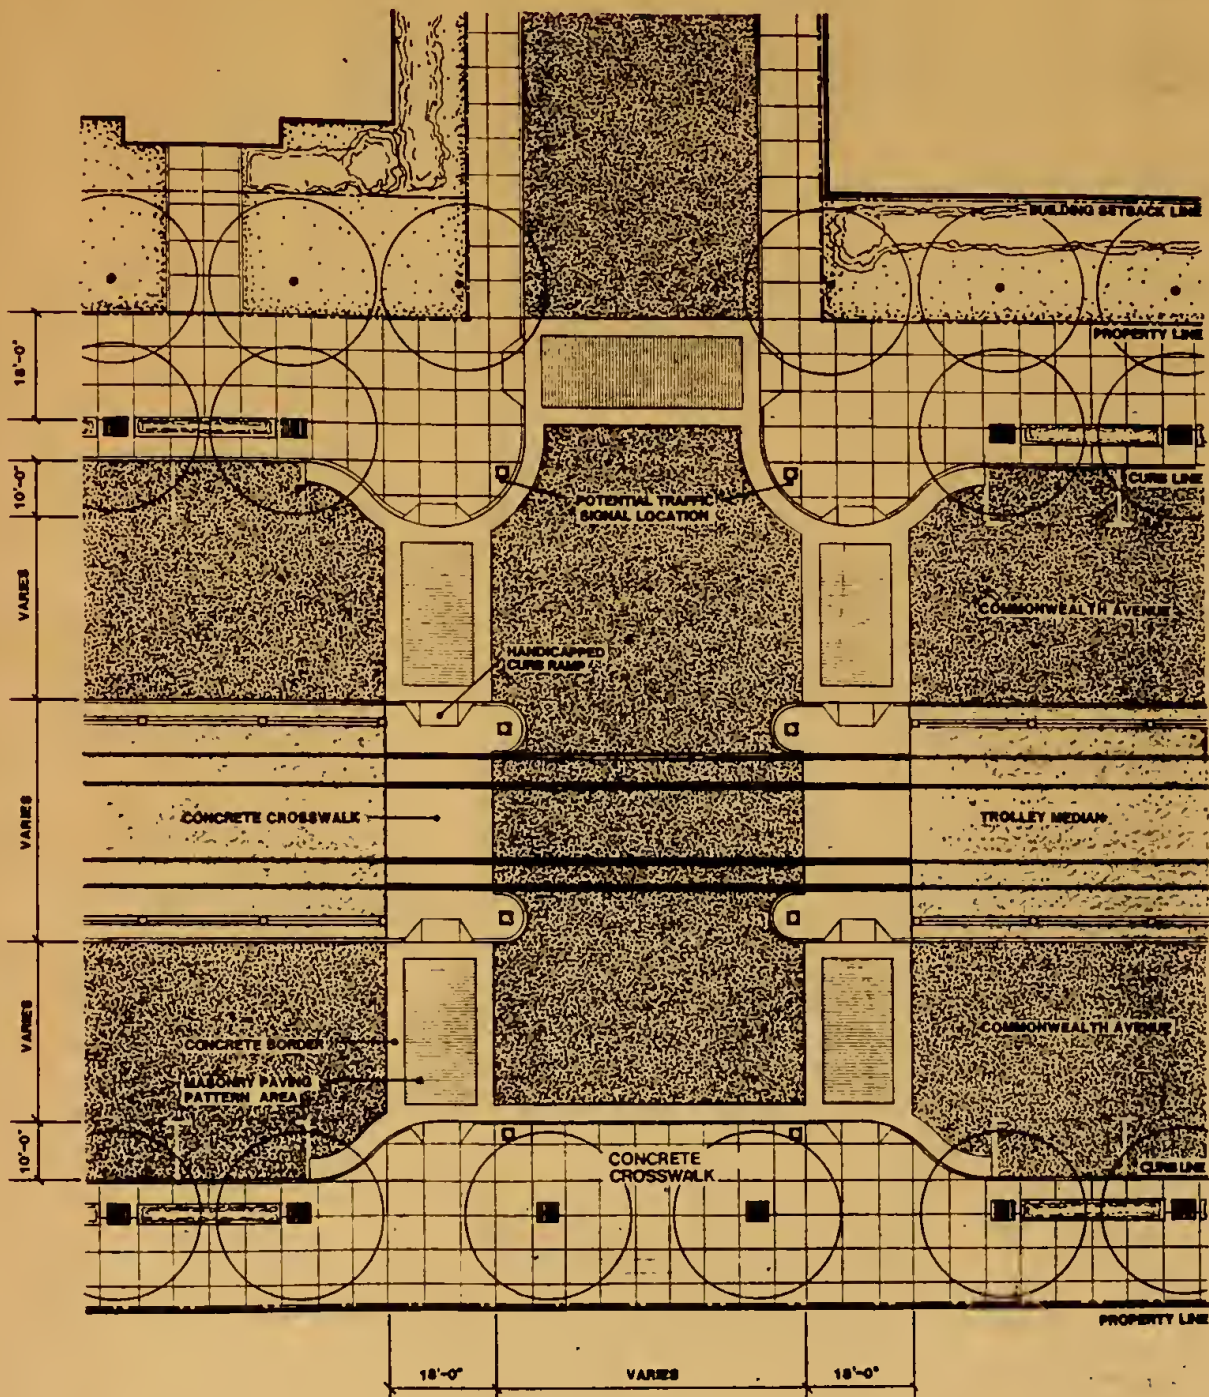 BUILDING SETBACK LINE
PROPERTY LINE
18'-0"
CURB LINE
10'-0"
POTENTIAL TRAFFIC
SIGNAL LOCATION
VARIES
COMMONWEALTH AVENUE
HANDICAPPED
CURB RAMP
VARIES
CONCRETE CROSSWALK
TROLLEY MEDIAN
VARIES
COMMONWEALTH AVENUE
CONCRETE BORDER
MASONRY PAVING
PATTERN AREA
10'-0"
CONCRETE
CROSSWALK
CURB LINE
PROPERTY LINE
18'-0"
VARIES
18'-0"